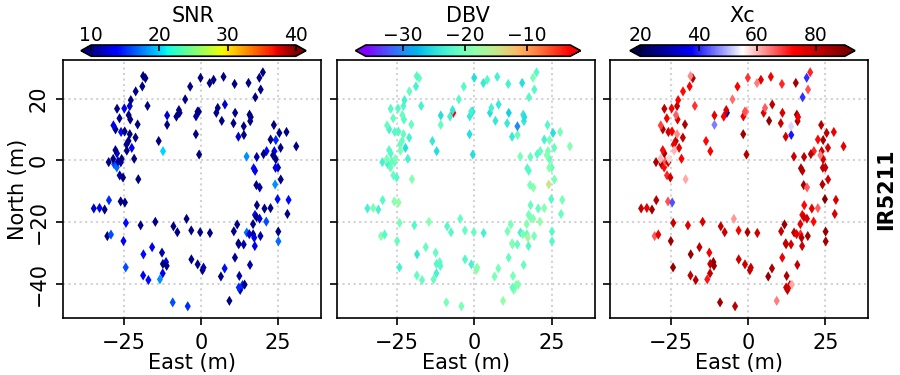 SNR DBV Xc
10 20 30 40 −30 −20 −10 20 40 60 80
20
0
−20
−40
North (m)
−25 0 25 −25 0 25 −25 0 25
East (m) East (m) East (m)
IR5211